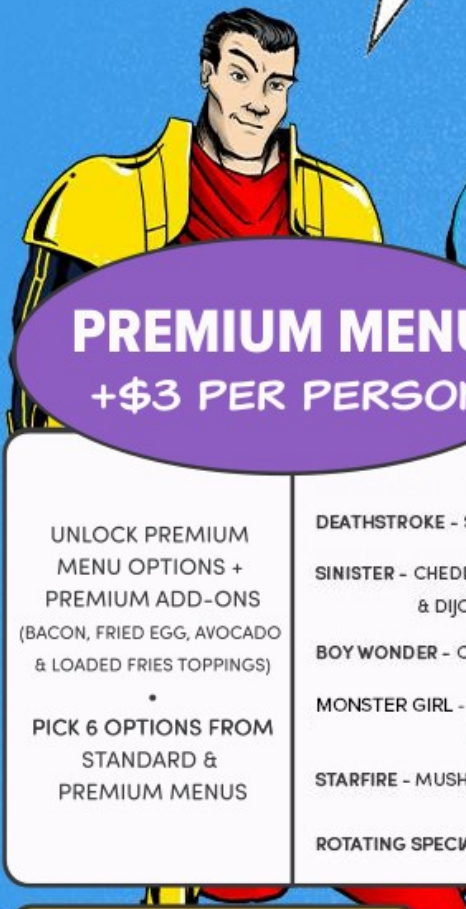 PREMIUM MENU
+$3 PER PERSON
UNLOCK PREMIUM
MENU OPTIONS +
PREMIUM ADD-ONS
(BACON, FRIED EGG, AVOCADO
& LOADED FRIES TOPPINGS)
•
PICK 6 OPTIONS FROM
STANDARD &
PREMIUM MENUS
DEATHSTROKE -
SINISTER -
&
BOY WONDER -
MONSTER GIRL -
STARFIRE -
ROTATING